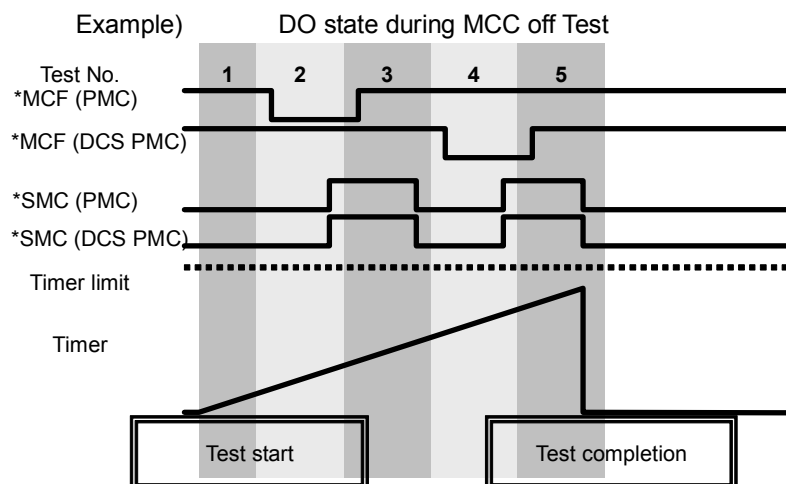 Example) DO state during MCC off Test
Test No. 1 2 3 4 5
*MCF (PMC)
*MCF (DCS PMC)
*SMC (PMC)
*SMC (DCS PMC)
Timer limit
Timer
Test start Test completion